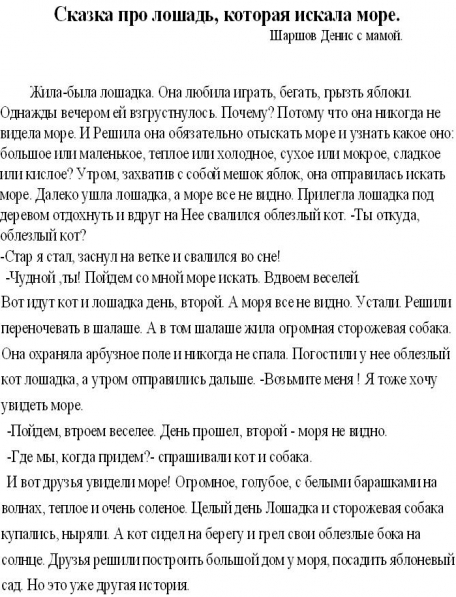 Сказка про лошадь, которая искала море.
Шаршов Денис с мамой.
Жила-была лошадка. Она любила играть, бегать, грызть яблоки.
Однажды вечером ей взгрустнулось. Почему? Потому что она никогда не
видела море. И Решила она обязательно отыскать море и узнать какое оно:
большое или маленькое, теплое или холодное, сухое или мокрое, сладкое
или кислое? Утром, захватив с собой мешок яблок, она отправилась искать
море. Далеко ушла лошадка, а море все не видно. Прилегла лошадка под
деревом отдохнуть и вдруг на Нее свалился облезлый кот. -Ты откуда,
облезлый кот?
-Стар я стал, заснул на ветке и свалился во сне!
-Чудной ,ты! Пойдем со мной море искать. Вдвоем веселей.
Вот идут кот и лошадка день, второй. А моря все не видно. Устали. Решили
переночевать в шалаше. А в том шалаше жила огромная сторожевая собака.
Она охраняла арбузное поле и никогда не спала. Погостили у нее облезлый
кот лошадка, а утром отправились дальше. -Возьмите меня ! Я тоже хочу
увидеть море.
-Пойдем, втроем веселее. День прошел, второй - моря не видно.
-Где мы, когда придем?- спрашивали кот и собака.
И вот друзья увидели море! Огромное, голубое, с белыми барашками на
волнах, теплое и очень соленое. Целый день Лошадка и сторожевая собака
купались, ныряли. А кот сидел на берегу и грел свои облезлые бока на
солнце. Друзья решили построить большой дом у моря, посадить яблоневый
сад. Но это уже другая история.